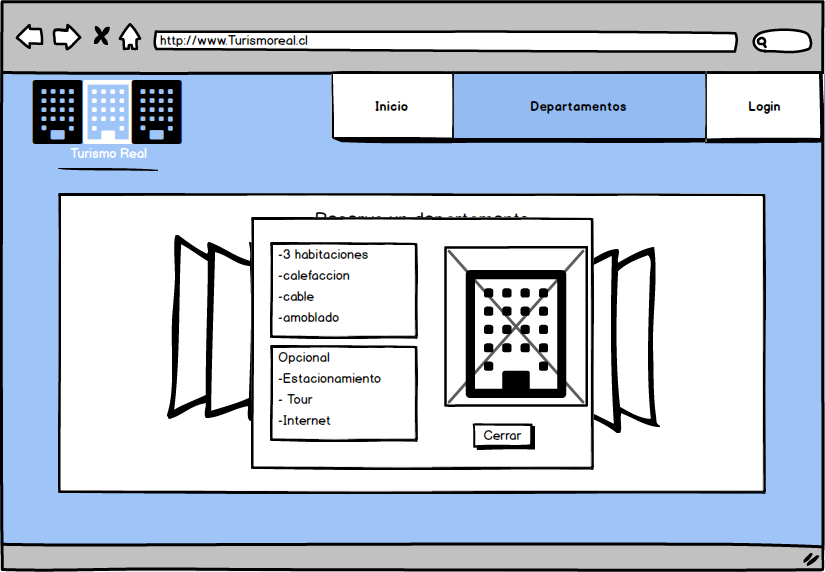 http://www.Turismoreal.cl
Inicio
Departamentos
Login
Turismo Real
Reserve un departamento
-3 habitaciones
-calefaccion
-cable
-amoblado
Opcional
-Estacionamiento
- Tour
-Internet
Cerrar